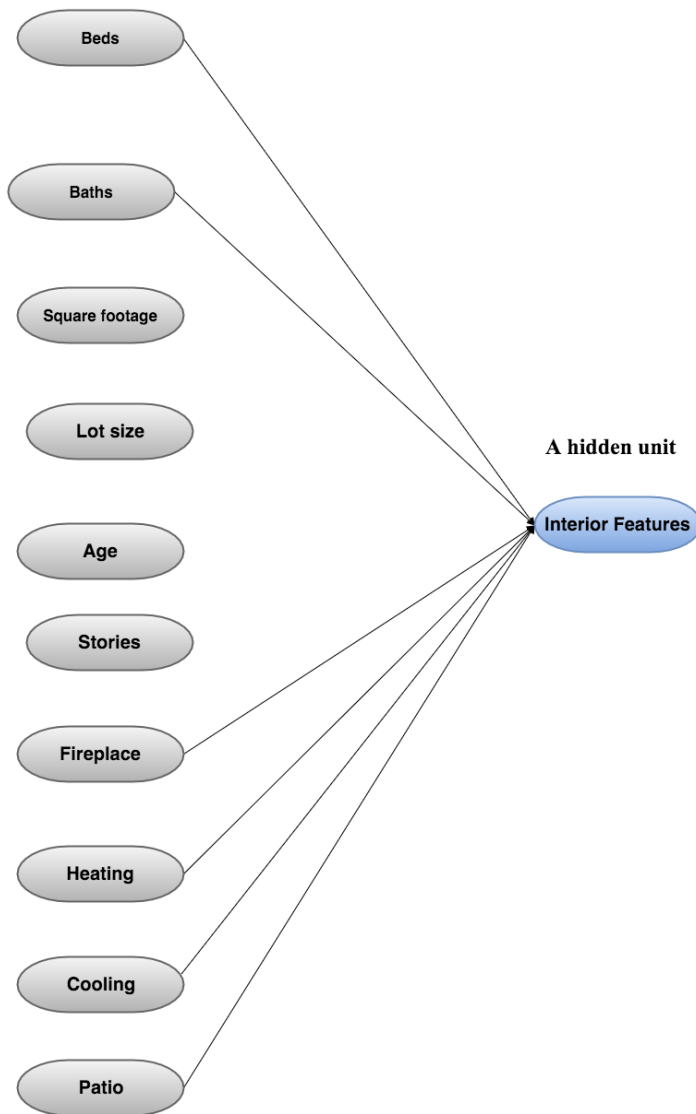 Beds
Baths
Square footage
Lot size
A hidden unit
Interior Features
Age
Stories
Fireplace
Heating
Cooling
Patio